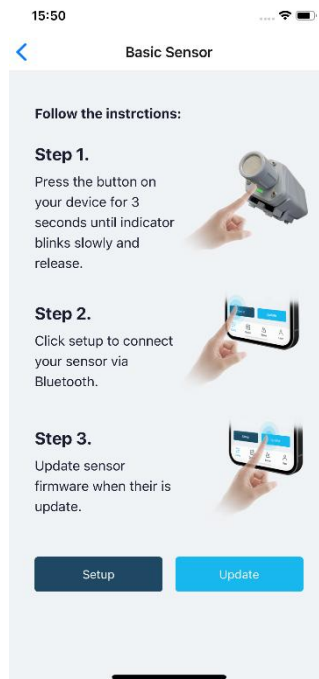 15:50
Basic Sensor
Follow the instrctions:
Step 1.
Press the button on
your device for 3
seconds until indicator
blinks slowly and
release.
Step 2.
Click setup to connect
your sensor via
Bluetooth.
Step 3.
Update sensor
firmware when their is
update.
Setup
Update